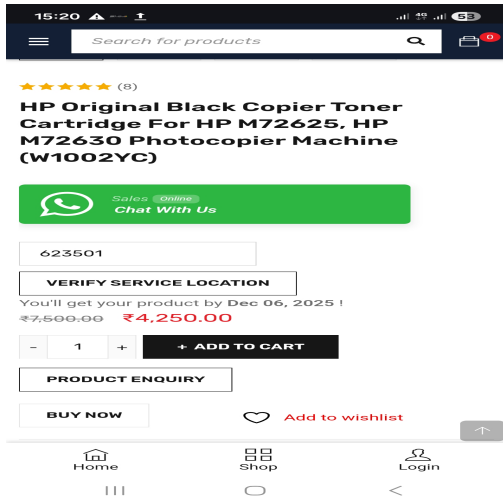 15:20
4G
53
Search for products
0
(8)
HP Original Black Copier Toner
Cartridge For HP M72625, HP
M72630 Photocopier Machine
(W1002YC)
Sales Online
Chat With Us
623501
VERIFY SERVICE LOCATION
You'll get your product by Dec 06, 2025 !
₹7,500.00 ₹4,250.00
- 1 + + ADD TO CART
PRODUCT ENQUIRY
BUY NOW
Add to wishlist
Home
Shop
Login